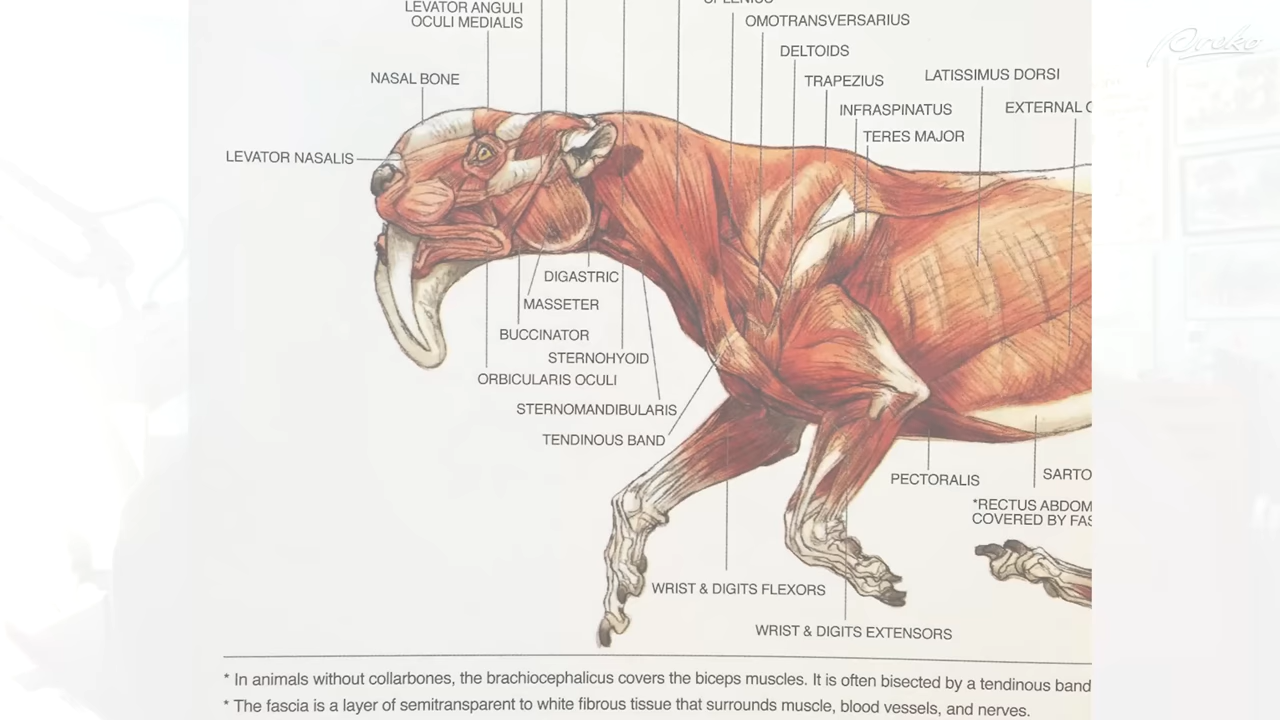 LEVATOR ANGULI
OCULI MEDIALIS
OMOTRANSVERSARIUS
DELTOIDS
NASAL BONE
TRAPEZIUS
LATISSIMUS DORSI
INFRASPINATUS
EXTERNAL
TERES MAJOR
LEVATOR NASALIS
DIGASTRIC
MASSETER
BUCCINATOR
STERNOHYOID
ORBICULARIS OCULI
STERNOMANDIBULARIS
TENDINOUS BAND
PECTORALIS
SARTO
*RECTUS ABDOM
COVERED BY FAS
WRIST & DIGITS FLEXORS
WRIST & DIGITS EXTENSORS
* In animals without collarbones, the brachiocephalicus covers the biceps muscles. It is often bisected by a tendinous band
* The fascia is a layer of semitransparent to white fibrous tissue that surrounds muscle, blood vessels, and nerves.
Proko